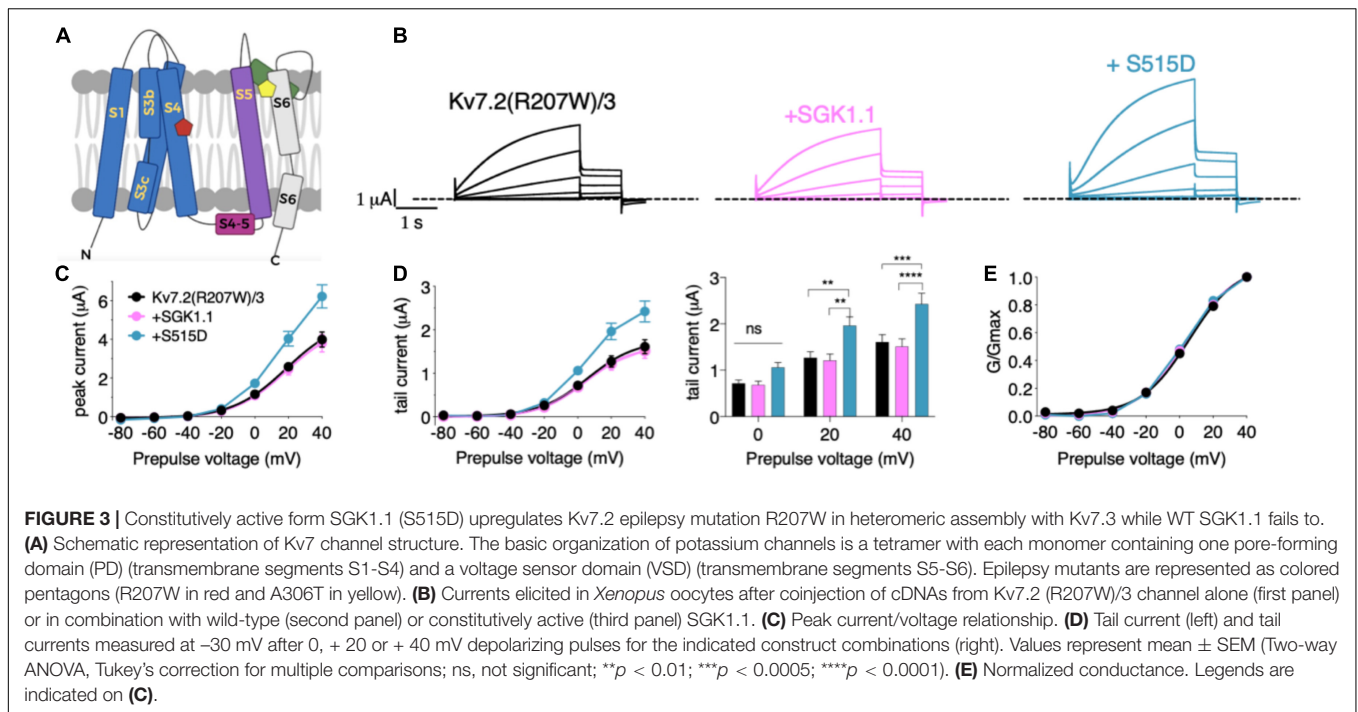 A
S1
S3b
S4
S3c
S5
S6
S6
S4-5
N
C
B
Kv7.2(R207W)/3
+SGK1.1
+ S515D
1 μA
1 s
C
peak current (μA)
6
4
2
0
Kv7.2(R207W)/3
+SGK1.1
+S515D
-80 -60 -40 -20 0 20 40
Prepulse voltage (mV)
D
tail current (μA)
3
2
1
0
-80 -60 -40 -20 0 20 40
Prepulse voltage (mV)
tail current (μA)
3
2
1
0
ns
**
**
***
****
0 20 40
Prepulse voltage (mV)
E
G/Gmax
1.0
0.8
0.6
0.4
0.2
0.0
-80 -60 -40 -20 0 20 40
Prepulse voltage (mV)
FIGURE 3 | Constitutively active form SGK1.1 (S515D) upregulates Kv7.2 epilepsy mutation R207W in heteromeric assembly with Kv7.3 while WT SGK1.1 fails to.
(A) Schematic representation of Kv7 channel structure. The basic organization of potassium channels is a tetramer with each monomer containing one pore-forming
domain (PD) (transmembrane segments S1-S4) and a voltage sensor domain (VSD) (transmembrane segments S5-S6). Epilepsy mutants are represented as colored
pentagons (R207W in red and A306T in yellow). (B) Currents elicited in Xenopus oocytes after coinjection of cDNAs from Kv7.2 (R207W)/3 channel alone (first panel)
or in combination with wild-type (second panel) or constitutively active (third panel) SGK1.1. (C) Peak current/voltage relationship. (D) Tail current (left) and tail
currents measured at –30 mV after 0, + 20 or + 40 mV depolarizing pulses for the indicated construct combinations (right). Values represent mean ± SEM (Two-way
ANOVA, Tukey's correction for multiple comparisons; ns, not significant; **p < 0.01; ***p < 0.0005; ****p < 0.0001). (E) Normalized conductance. Legends are
indicated on (C).